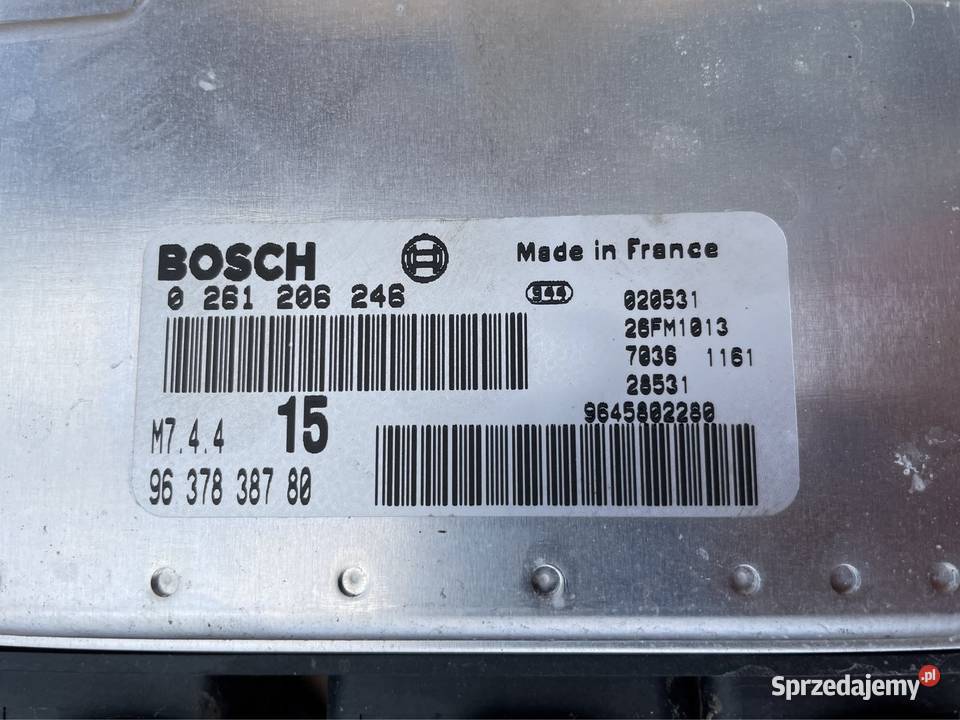 BOSCH
Made in France
0 261 206 246
944
020531
26FM1013
7036 1161
28531
9645802280
M7.4.4 15
96 378 387 80
Sprzedajemy.pl